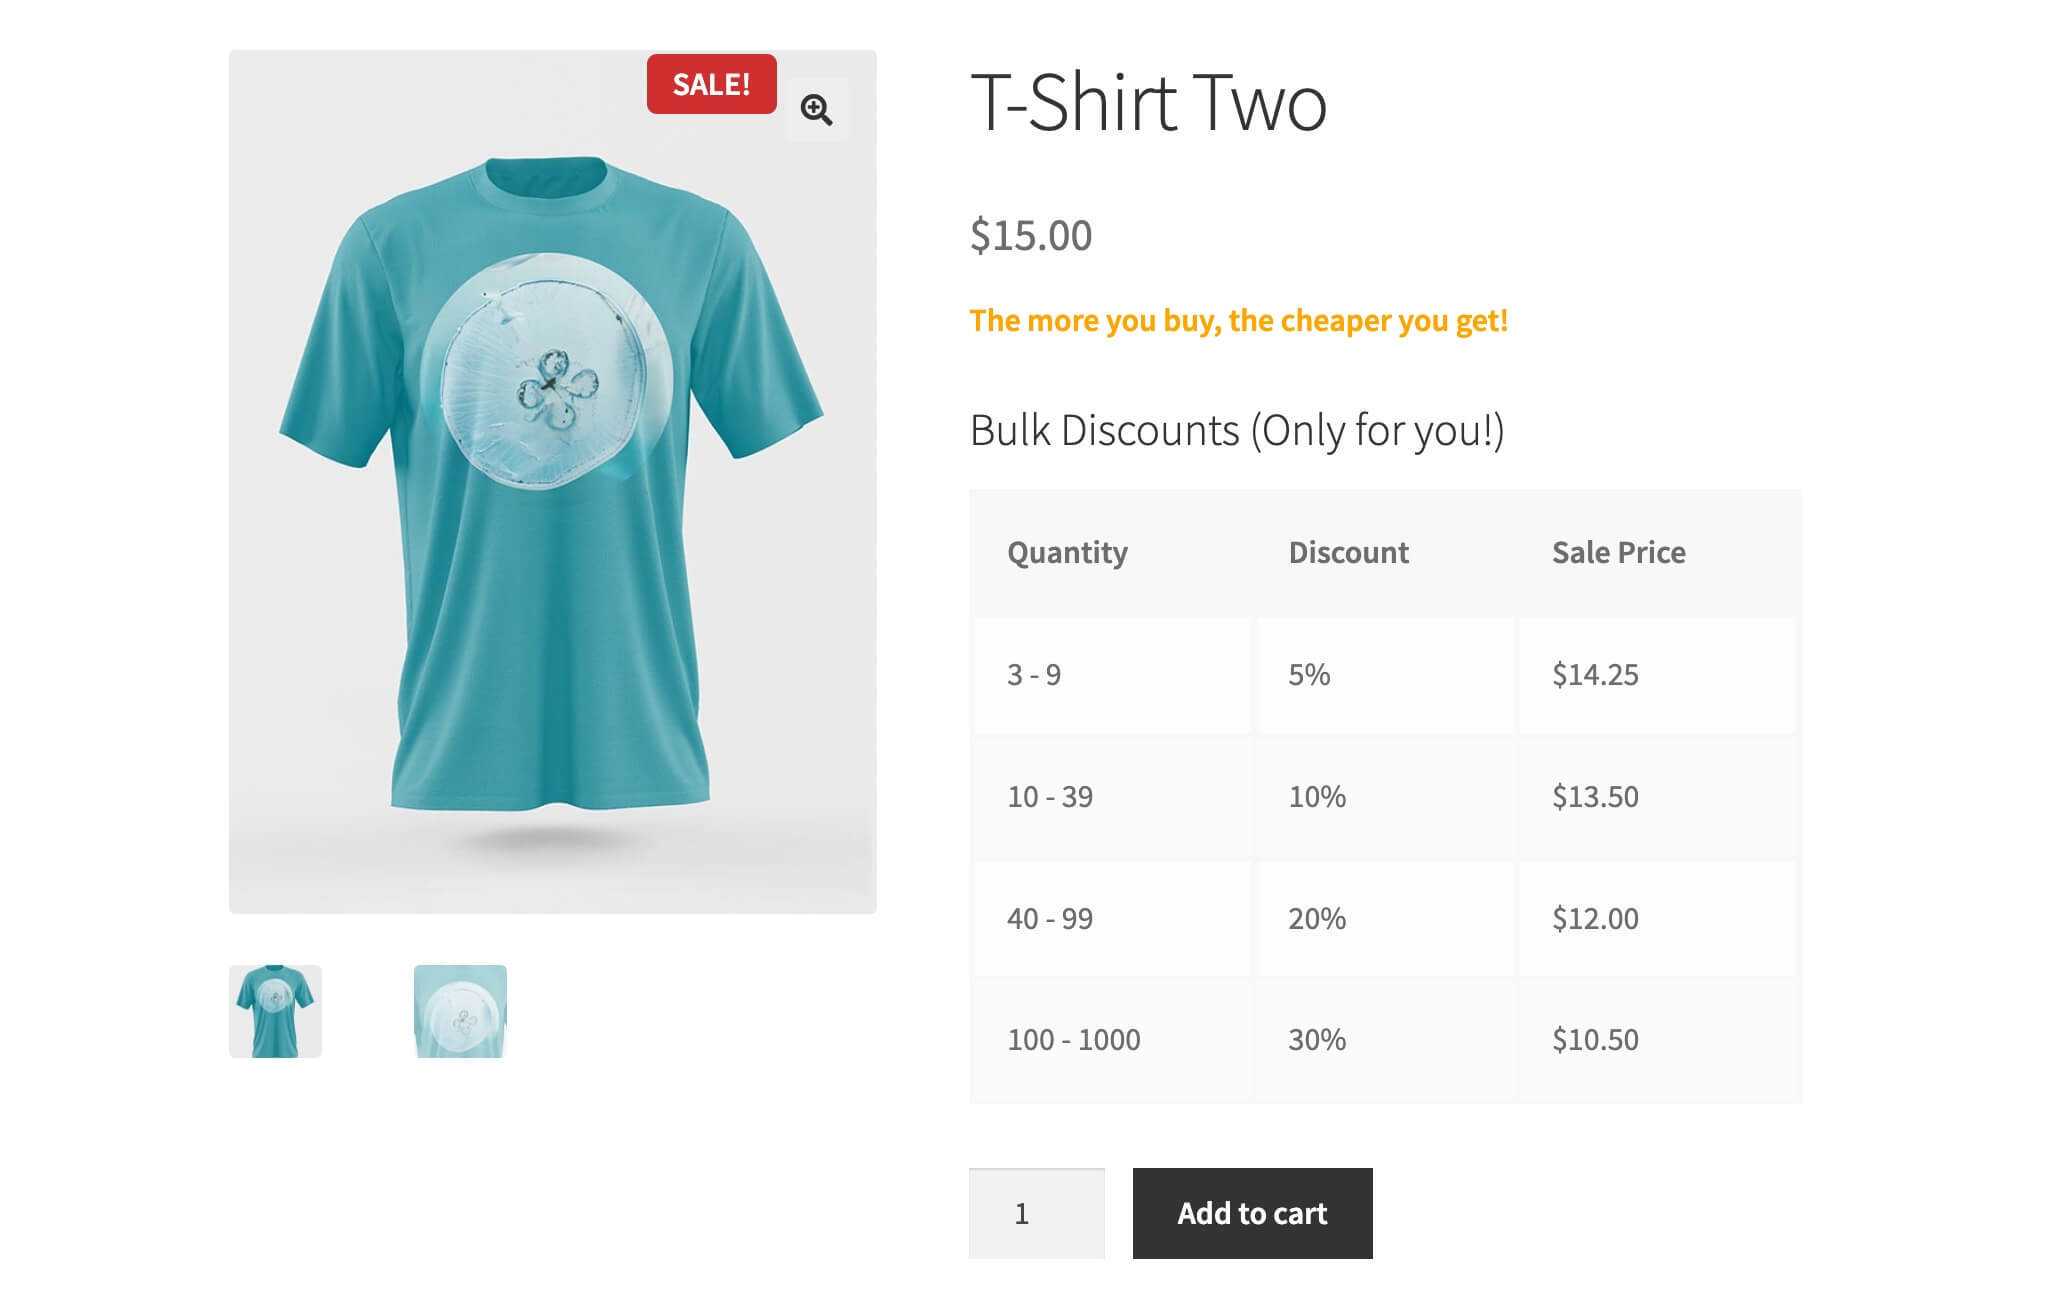 SALE!
T-Shirt Two
$15.00
The more you buy, the cheaper you get!
Bulk Discounts (Only for you!)
Quantity Discount Sale Price
3 - 9 5% $14.25
10 - 39 10% $13.50
40 - 99 20% $12.00
100 - 1000 30% $10.50
1 Add to cart